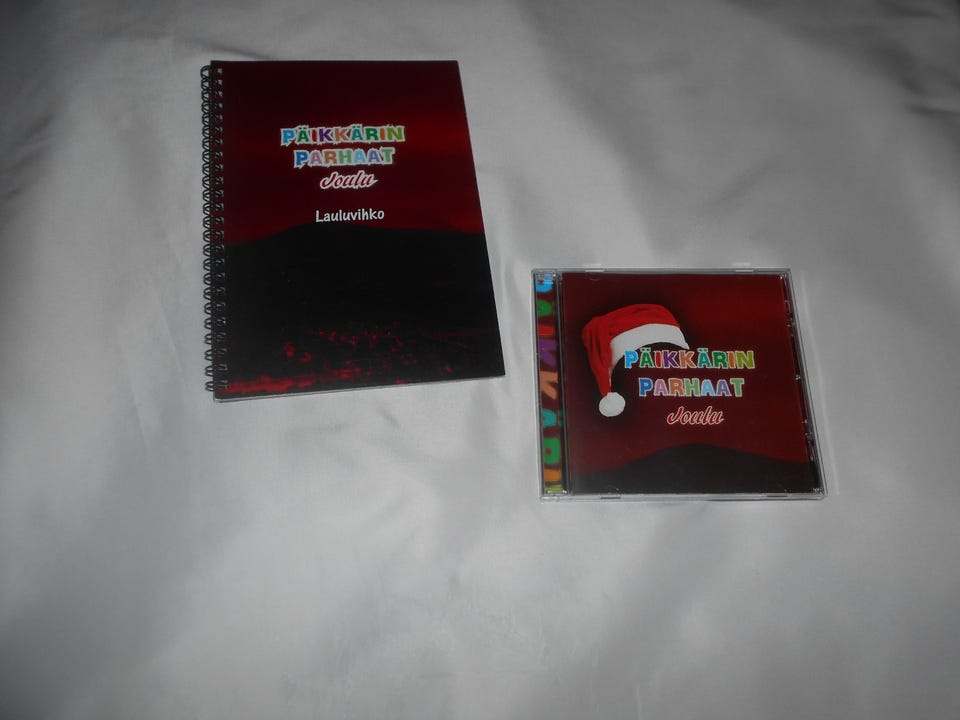 PÄIKKÄRIN
PARHAAT
Joulu
Lauluvihko
PÄIKKÄRIN
PARHAAT
Joulu